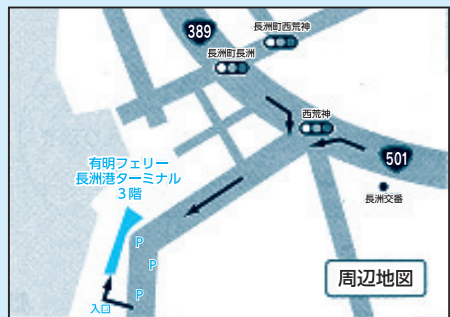 389
長洲町西荒神
長洲町長洲
西荒神
501
長洲交番
有明フェリー
長洲港ターミナル
3階
P
P
P
入口
周辺地図